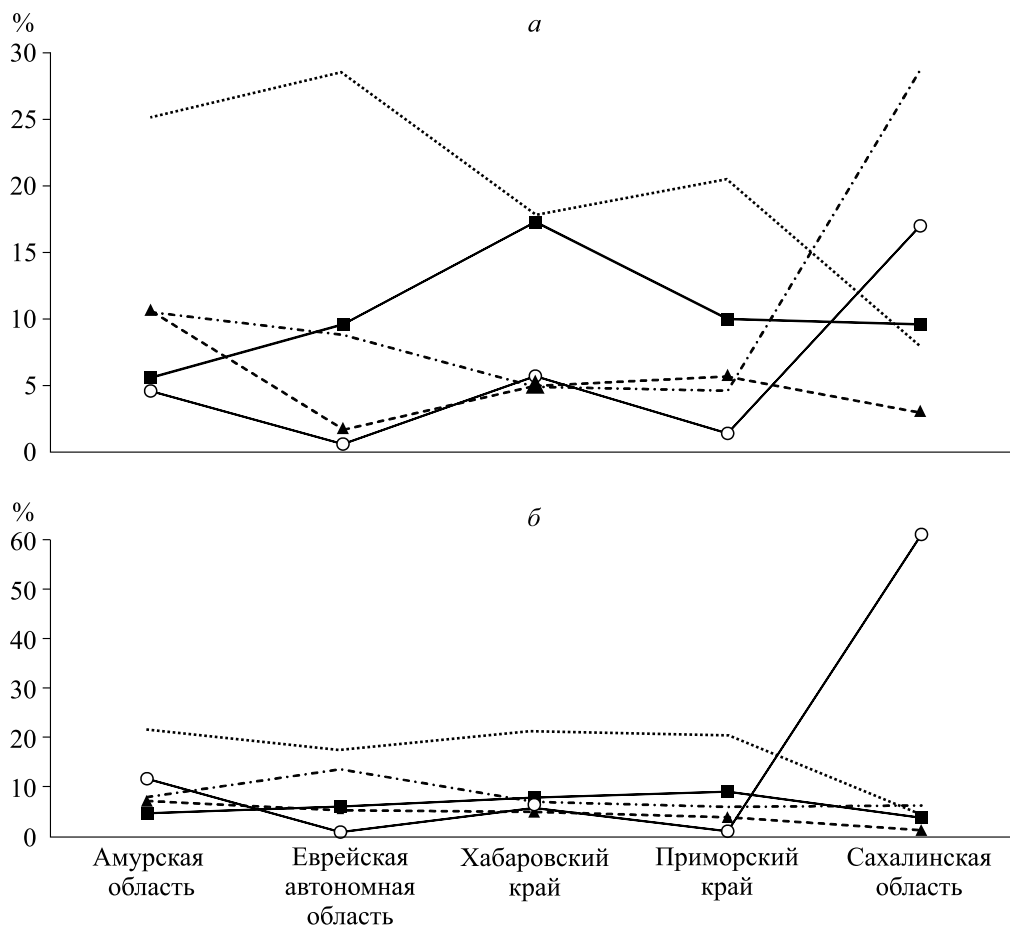 %
а
30
25
20
15
10
5
0
%
б
60
50
40
30
20
10
0
Амурская
область
Еврейская
автономная
область
Хабаровский
край
Приморский
край
Сахалинская
область